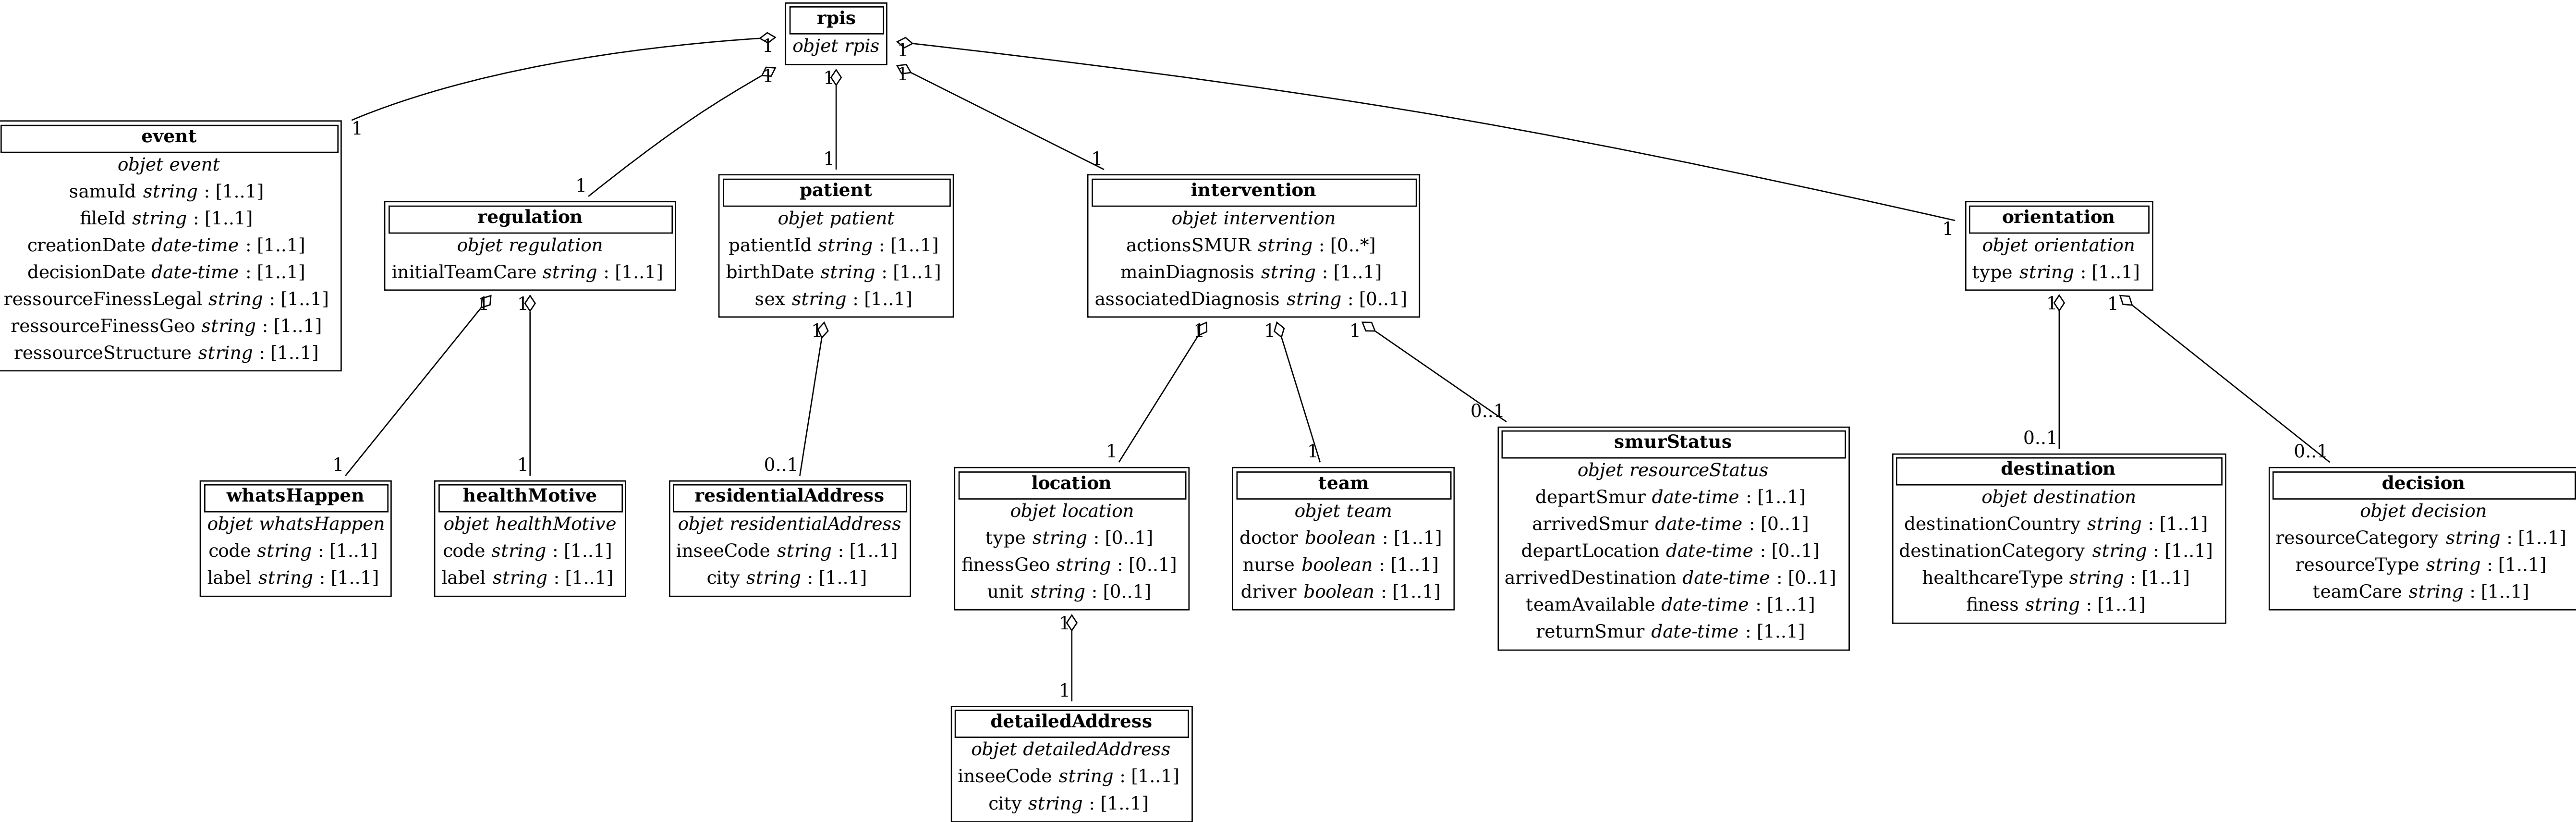 rpis
objet rpis
1
1
1
1
1
1
event
objet event
samuId string : [1..1]
fileId string : [1..1]
creationDate date-time : [1..1]
decisionDate date-time : [1..1]
ressourceFinessLegal string : [1..1]
ressourceFinessGeo string : [1..1]
ressourceStructure string : [1..1]
1
regulation
objet regulation
initialTeamCare string : [1..1]
1
1
1
patient
objet patient
patientId string : [1..1]
birthDate string : [1..1]
sex string : [1..1]
1
1
intervention
objet intervention
actionsSMUR string : [0..*]
mainDiagnosis string : [1..1]
associatedDiagnosis string : [0..1]
1
1
1
1
orientation
objet orientation
type string : [1..1]
1
1
1
whatsHappen
objet whatsHappen
code string : [1..1]
label string : [1..1]
1
healthMotive
objet healthMotive
code string : [1..1]
label string : [1..1]
0..1
residentialAddress
objet residentialAddress
inseeCode string : [1..1]
city string : [1..1]
1
location
objet location
type string : [0..1]
finessGeo string : [0..1]
unit string : [0..1]
1
1
team
objet team
doctor boolean : [1..1]
nurse boolean : [1..1]
driver boolean : [1..1]
0..1
smurStatus
objet resourceStatus
departSmur date-time : [1..1]
arrivedSmur date-time : [0..1]
departLocation date-time : [0..1]
arrivedDestination date-time : [0..1]
teamAvailable date-time : [1..1]
returnSmur date-time : [1..1]
0..1
destination
objet destination
destinationCountry string : [1..1]
destinationCategory string : [1..1]
healthcareType string : [1..1]
finess string : [1..1]
0..1
decision
objet decision
resourceCategory string : [1..1]
resourceType string : [1..1]
teamCare string : [1..1]
1
detailedAddress
objet detailedAddress
inseeCode string : [1..1]
city string : [1..1]